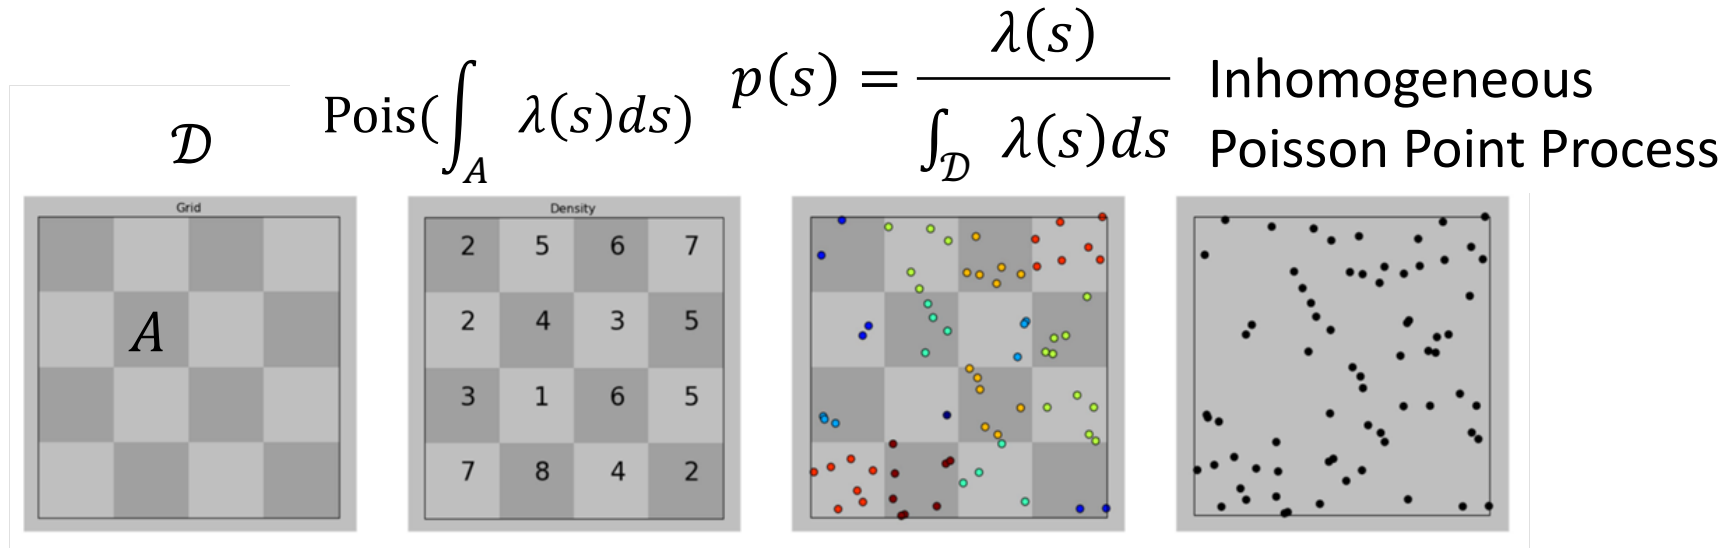 𝒟
Pois(∫_A λ(s)ds)
p(s) = λ(s) / ∫_𝒟 λ(s)ds
Inhomogeneous
Poisson Point Process
Grid
A
Density
2 5 6 7
2 4 3 5
3 1 6 5
7 8 4 2